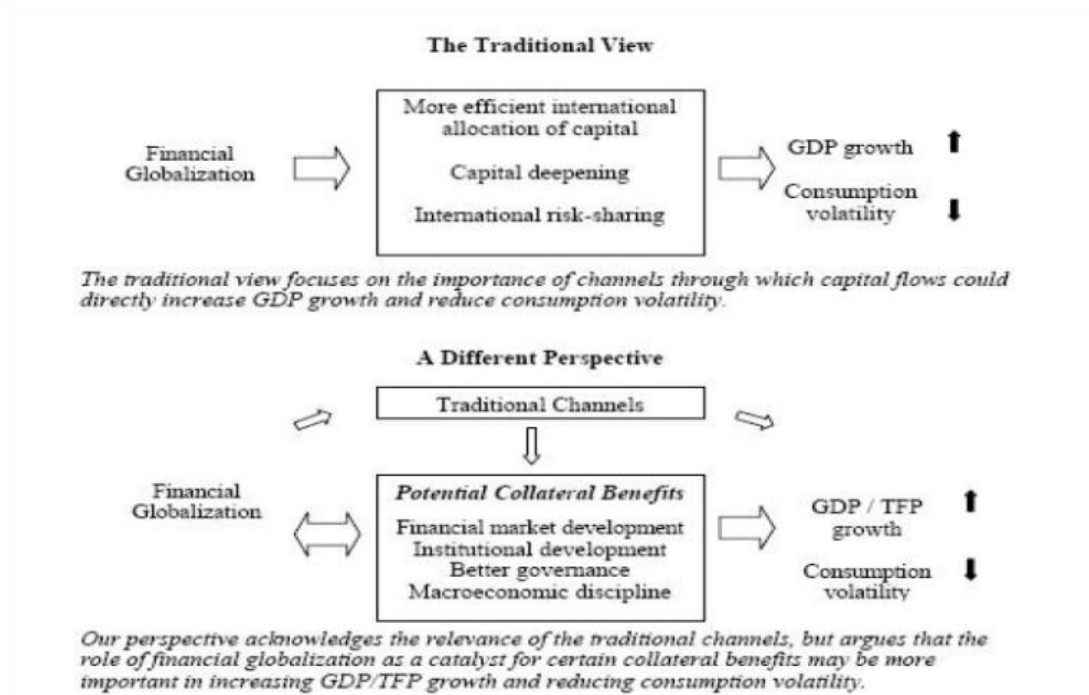 The Traditional View
Financial
Globalization
More efficient international
allocation of capital
Capital deepening
International risk-sharing
GDP growth
Consumption
volatility
The traditional view focuses on the importance of channels through which capital flows could
directly increase GDP growth and reduce consumption volatility.
A Different Perspective
Traditional Channels
Financial
Globalization
Potential Collateral Benefits
Financial market development
Institutional development
Better governance
Macroeconomic discipline
GDP / TFP
growth
Consumption
volatility
Our perspective acknowledges the relevance of the traditional channels, but argues that the
role of financial globalization as a catalyst for certain collateral benefits may be more
important in increasing GDP/TFP growth and reducing consumption volatility.